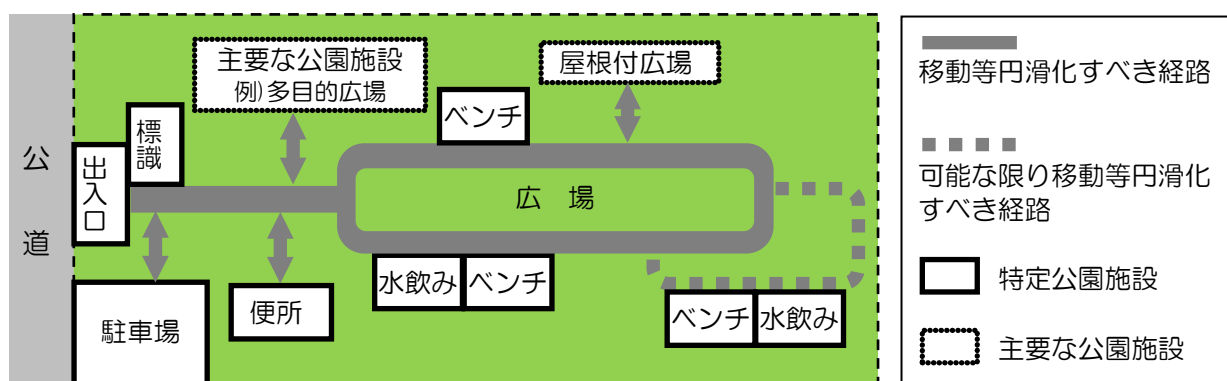 公道
出入口
標識
主要な公園施設
例)多目的広場
ベンチ
屋根付広場
広 場
水飲み
ベンチ
便所
駐車場
ベンチ
水飲み
移動等円滑化すべき経路
可能な限り移動等円滑化
すべき経路
特定公園施設
主要な公園施設